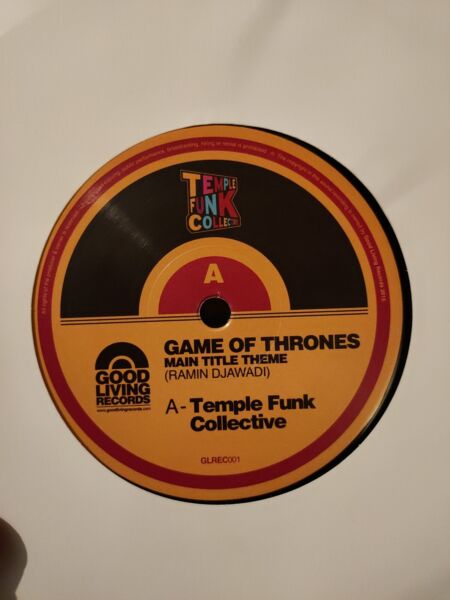 TEMPLE
FUNK
COLLECTIVE
A
GAME OF THRONES
MAIN TITLE THEME
(RAMIN DJAWADI)
GOOD
LIVING
RECORDS
www.goodlivingrecords.com
A - Temple Funk
Collective
GLREC001